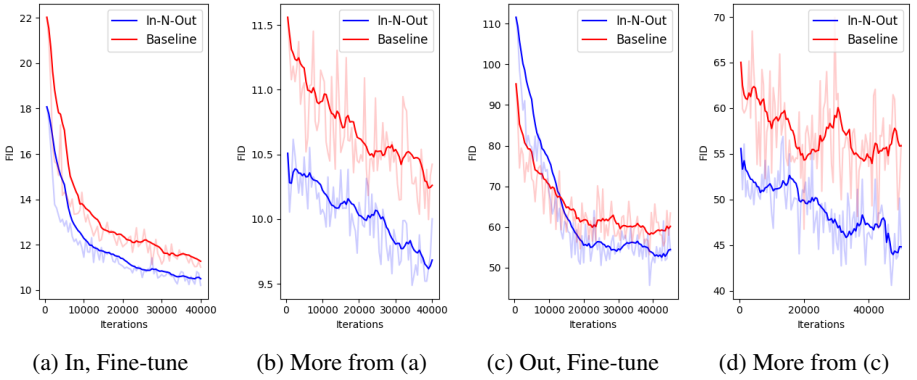 In-N-Out
Baseline
FID
22
20
18
16
14
12
10
0
10000
20000
30000
40000
Iterations
In-N-Out
Baseline
FID
11.5
11.0
10.5
10.0
9.5
0
10000
20000
30000
40000
Iterations
In-N-Out
Baseline
FID
110
100
90
80
70
60
50
0
20000
40000
Iterations
In-N-Out
Baseline
FID
70
65
60
55
50
45
40
0
20000
40000
Iterations
(a) In, Fine-tune
(b) More from (a)
(c) Out, Fine-tune
(d) More from (c)